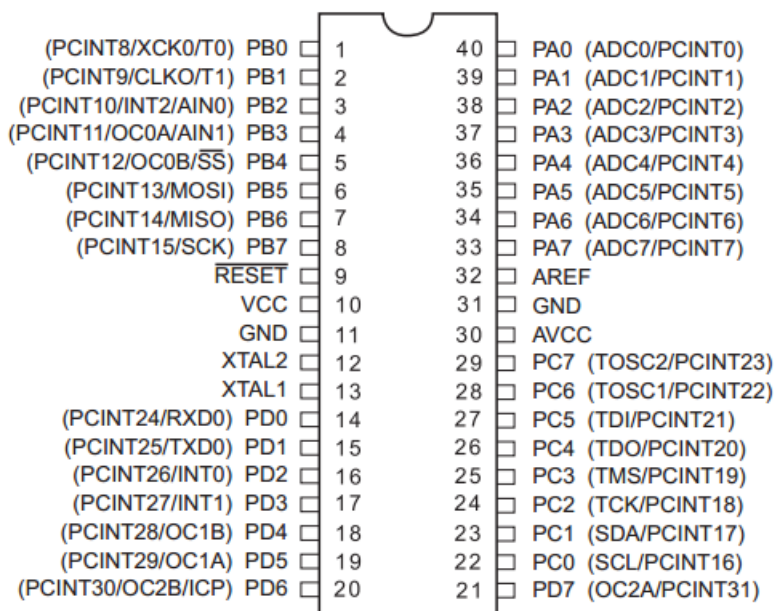 (PCINT8/XCK0/T0) PB0 1 40 PA0 (ADC0/PCINT0)
(PCINT9/CLKO/T1) PB1 2 39 PA1 (ADC1/PCINT1)
(PCINT10/INT2/AIN0) PB2 3 38 PA2 (ADC2/PCINT2)
(PCINT11/OC0A/AIN1) PB3 4 37 PA3 (ADC3/PCINT3)
(PCINT12/OC0B/SS) PB4 5 36 PA4 (ADC4/PCINT4)
(PCINT13/MOSI) PB5 6 35 PA5 (ADC5/PCINT5)
(PCINT14/MISO) PB6 7 34 PA6 (ADC6/PCINT6)
(PCINT15/SCK) PB7 8 33 PA7 (ADC7/PCINT7)
RESET 9 32 AREF
VCC 10 31 GND
GND 11 30 AVCC
XTAL2 12 29 PC7 (TOSC2/PCINT23)
XTAL1 13 28 PC6 (TOSC1/PCINT22)
(PCINT24/RXD0) PD0 14 27 PC5 (TDI/PCINT21)
(PCINT25/TXD0) PD1 15 26 PC4 (TDO/PCINT20)
(PCINT26/INT0) PD2 16 25 PC3 (TMS/PCINT19)
(PCINT27/INT1) PD3 17 24 PC2 (TCK/PCINT18)
(PCINT28/OC1B) PD4 18 23 PC1 (SDA/PCINT17)
(PCINT29/OC1A) PD5 19 22 PC0 (SCL/PCINT16)
(PCINT30/OC2B/ICP) PD6 20 21 PD7 (OC2A/PCINT31)